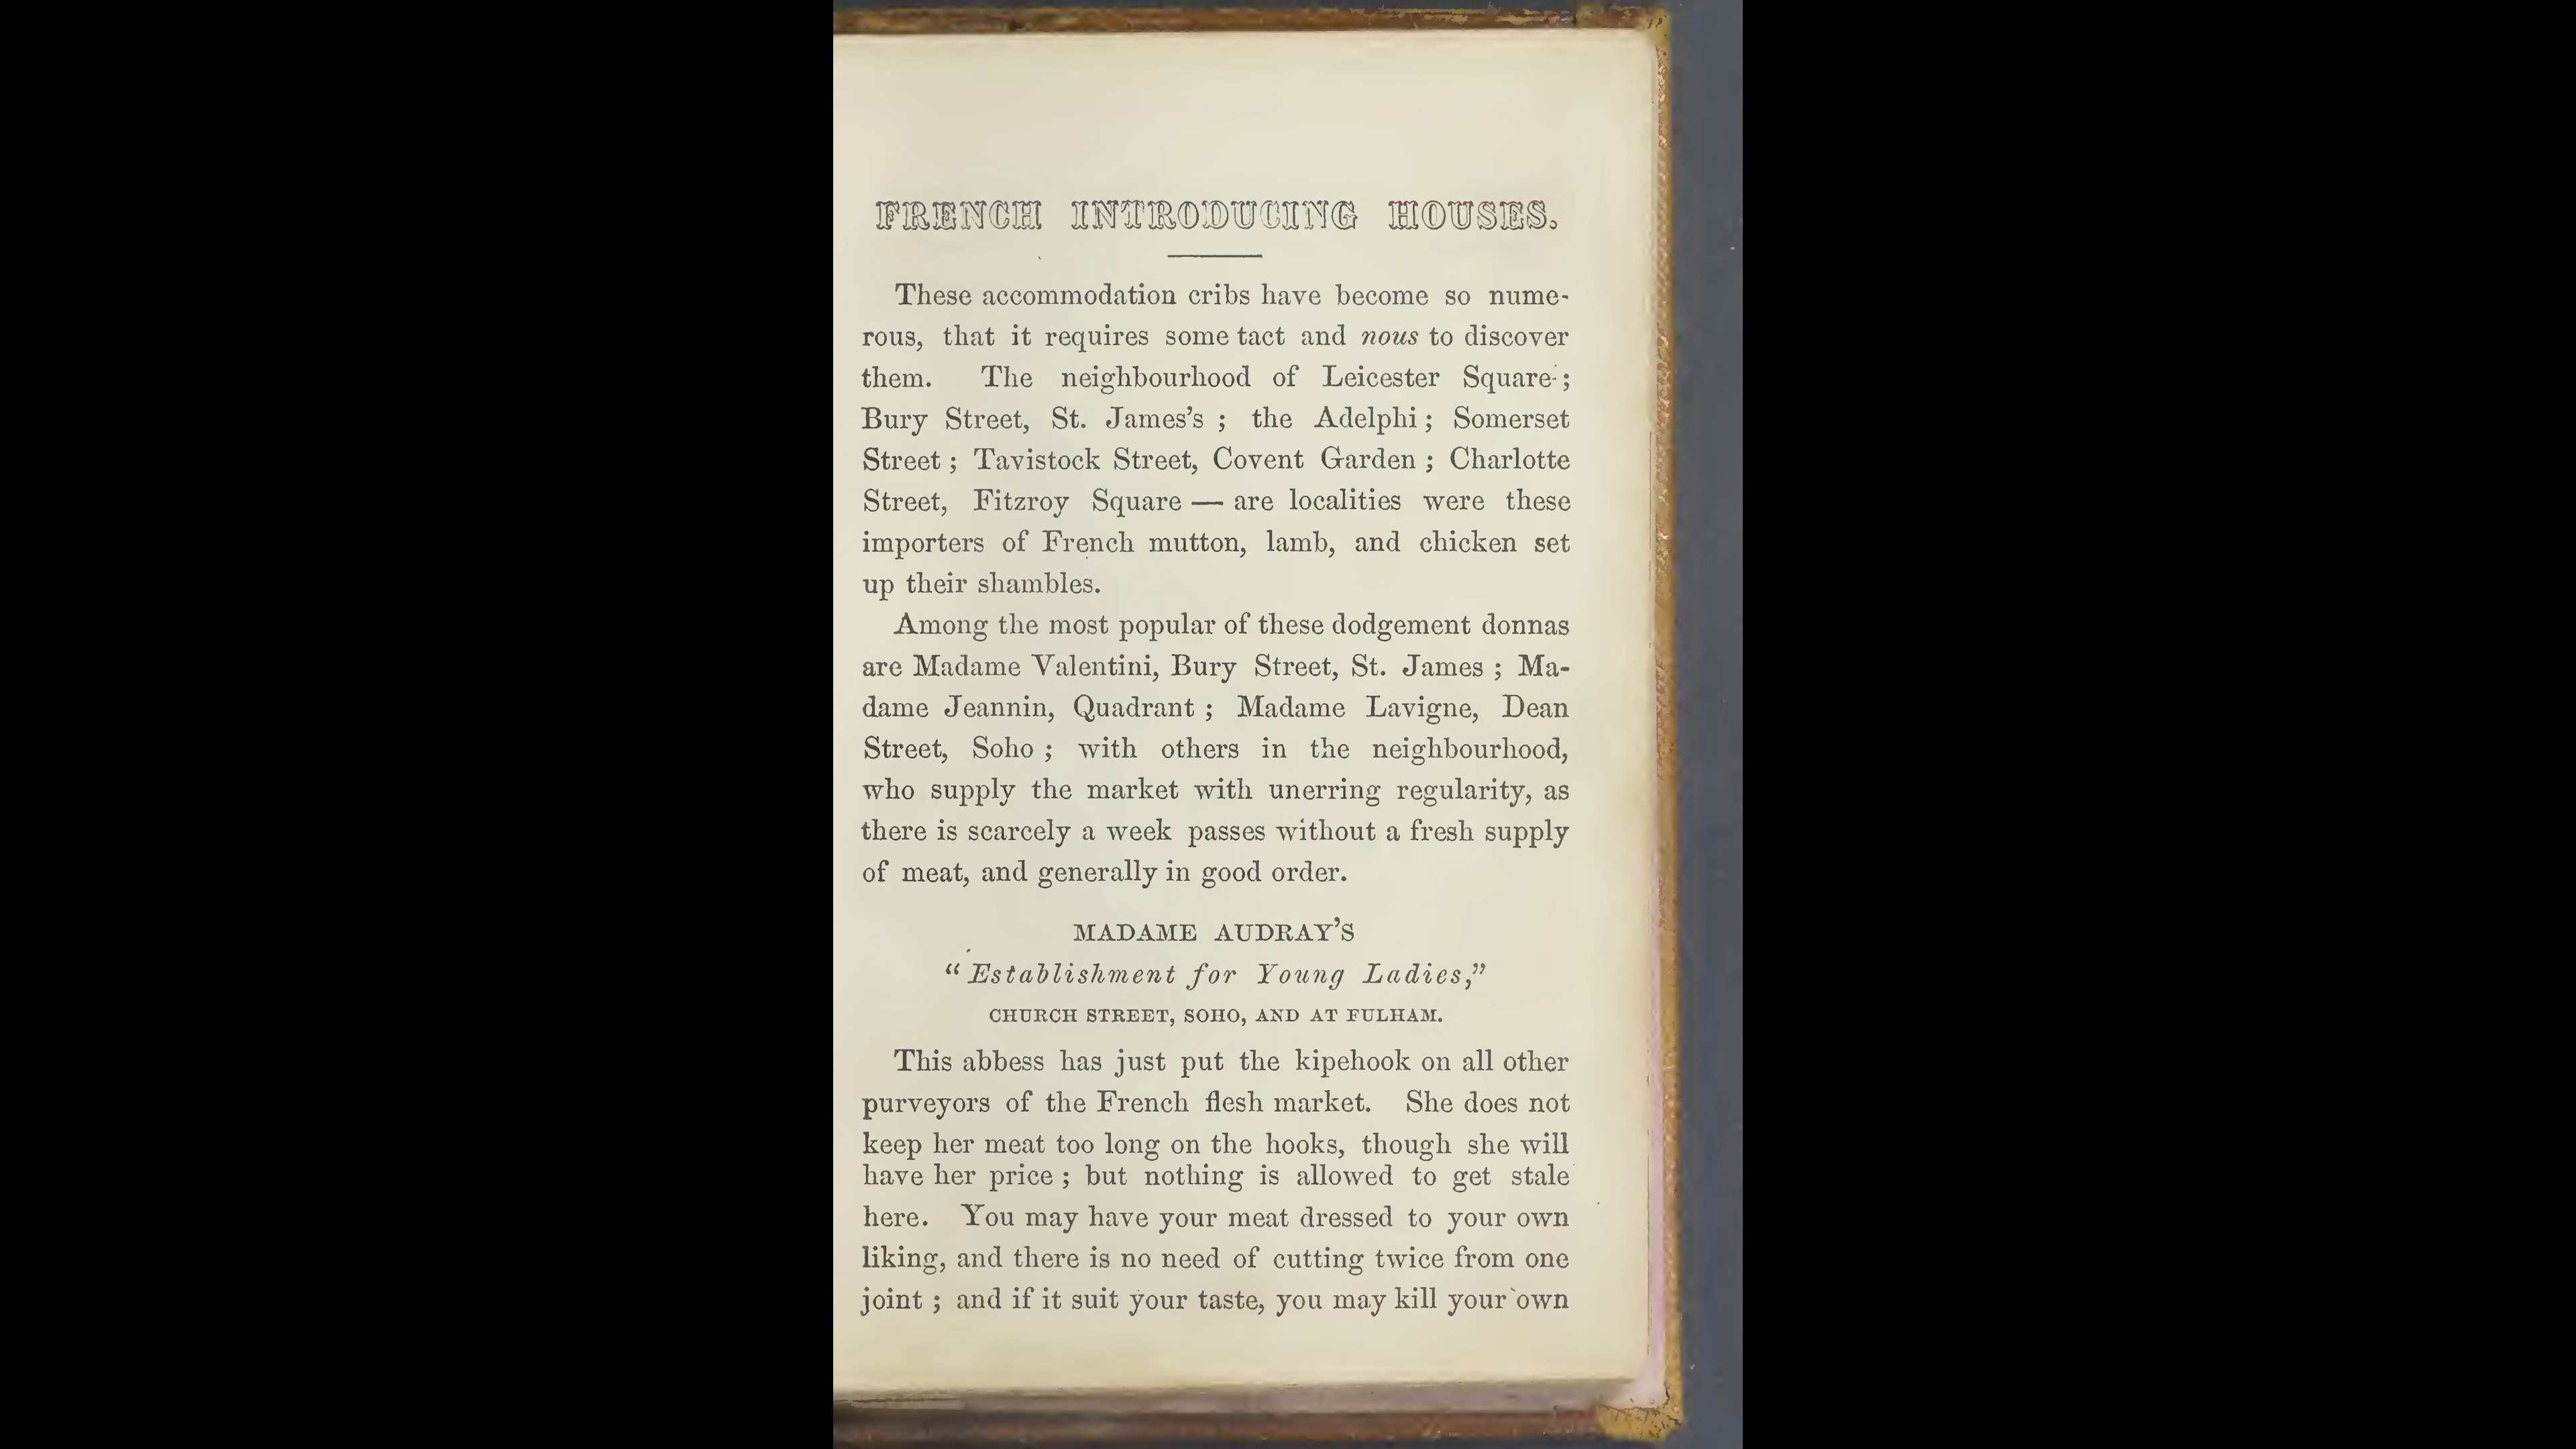 FRENCH INTRODUCING HOUSES.
These accommodation cribs have become so nume-
rous, that it requires some tact and nous to discover
them. The neighbourhood of Leicester Square ;
Bury Street, St. James's ; the Adelphi ; Somerset
Street ; Tavistock Street, Covent Garden ; Charlotte
Street, Fitzroy Square — are localities were these
importers of French mutton, lamb, and chicken set
up their shambles.
Among the most popular of these dodgement donnas
are Madame Valentini, Bury Street, St. James ; Ma-
dame Jeannin, Quadrant ; Madame Lavigne, Dean
Street, Soho ; with others in the neighbourhood,
who supply the market with unerring regularity, as
there is scarcely a week passes without a fresh supply
of meat, and generally in good order.
MADAME AUDRAY'S
"Establishment for Young Ladies,"
CHURCH STREET, SOHO, AND AT FULHAM.
This abbess has just put the kipehook on all other
purveyors of the French flesh market. She does not
keep her meat too long on the hooks, though she will
have her price ; but nothing is allowed to get stale
here. You may have your meat dressed to your own
liking, and there is no need of cutting twice from one
joint ; and if it suit your taste, you may kill your own